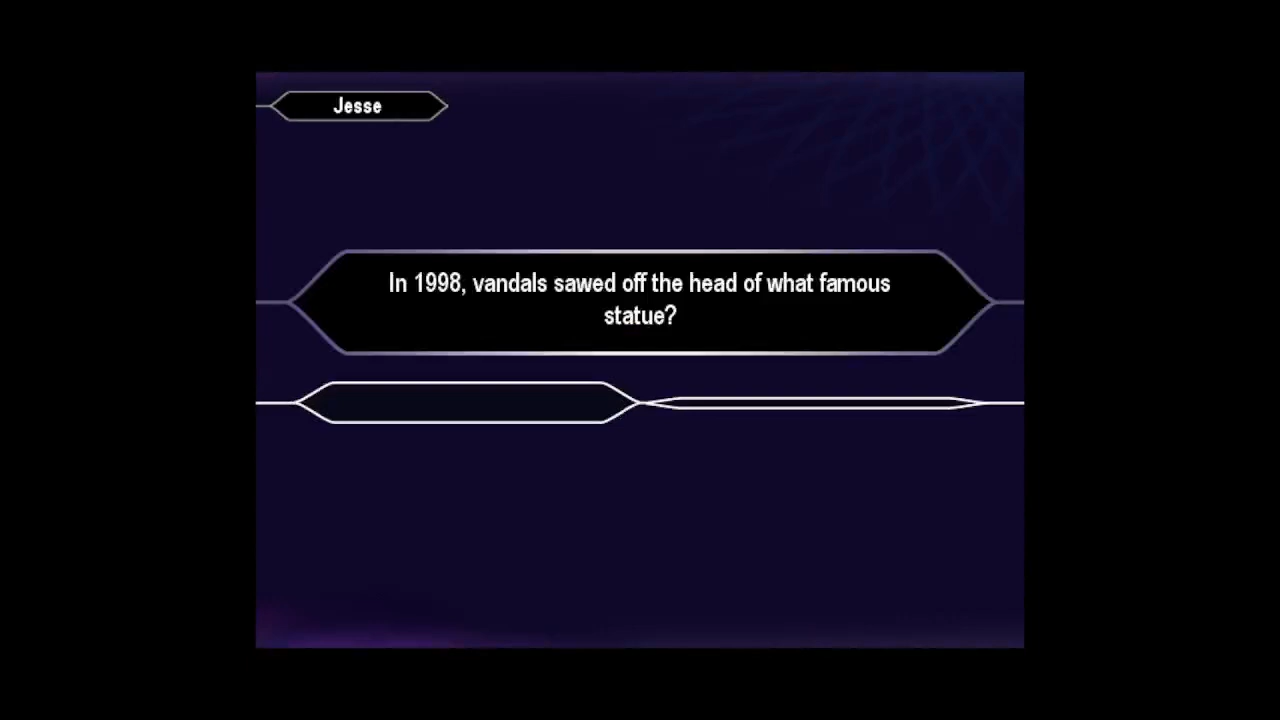 Jesse
In 1998, vandals sawed off the head of what famous
statue?